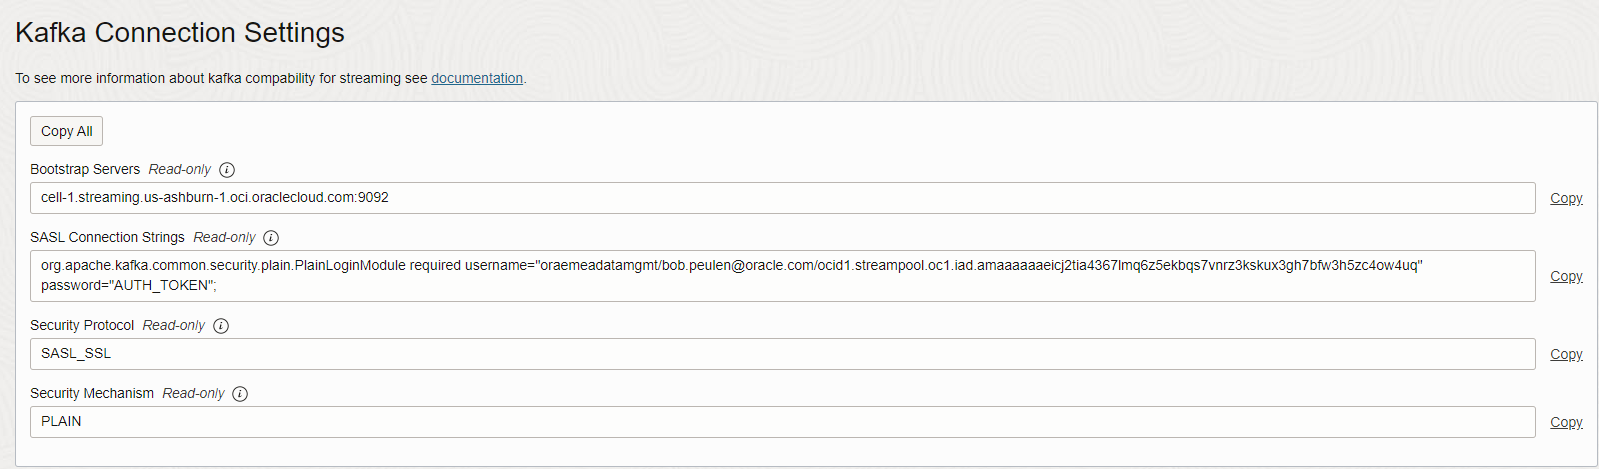 Kafka Connection Settings
To see more information about kafka compability for streaming see documentation.
Copy All
Bootstrap Servers Read-only i
cell-1.streaming.us-ashburn-1.oci.oraclecloud.com:9092 Copy
SASL Connection Strings Read-only i
org.apache.kafka.common.security.plain.PlainLoginModule required username="oraemeadatamgmt/bob.peulen@oracle.com/ocid1.streampool.oc1.iad.amaaaaaaeicj2tia4367lmq6z5ekbqs7vnrz3kskux3gh7bfw3h5zc4ow4uq"
password="AUTH_TOKEN"; Copy
Security Protocol Read-only i
SASL_SSL Copy
Security Mechanism Read-only i
PLAIN Copy